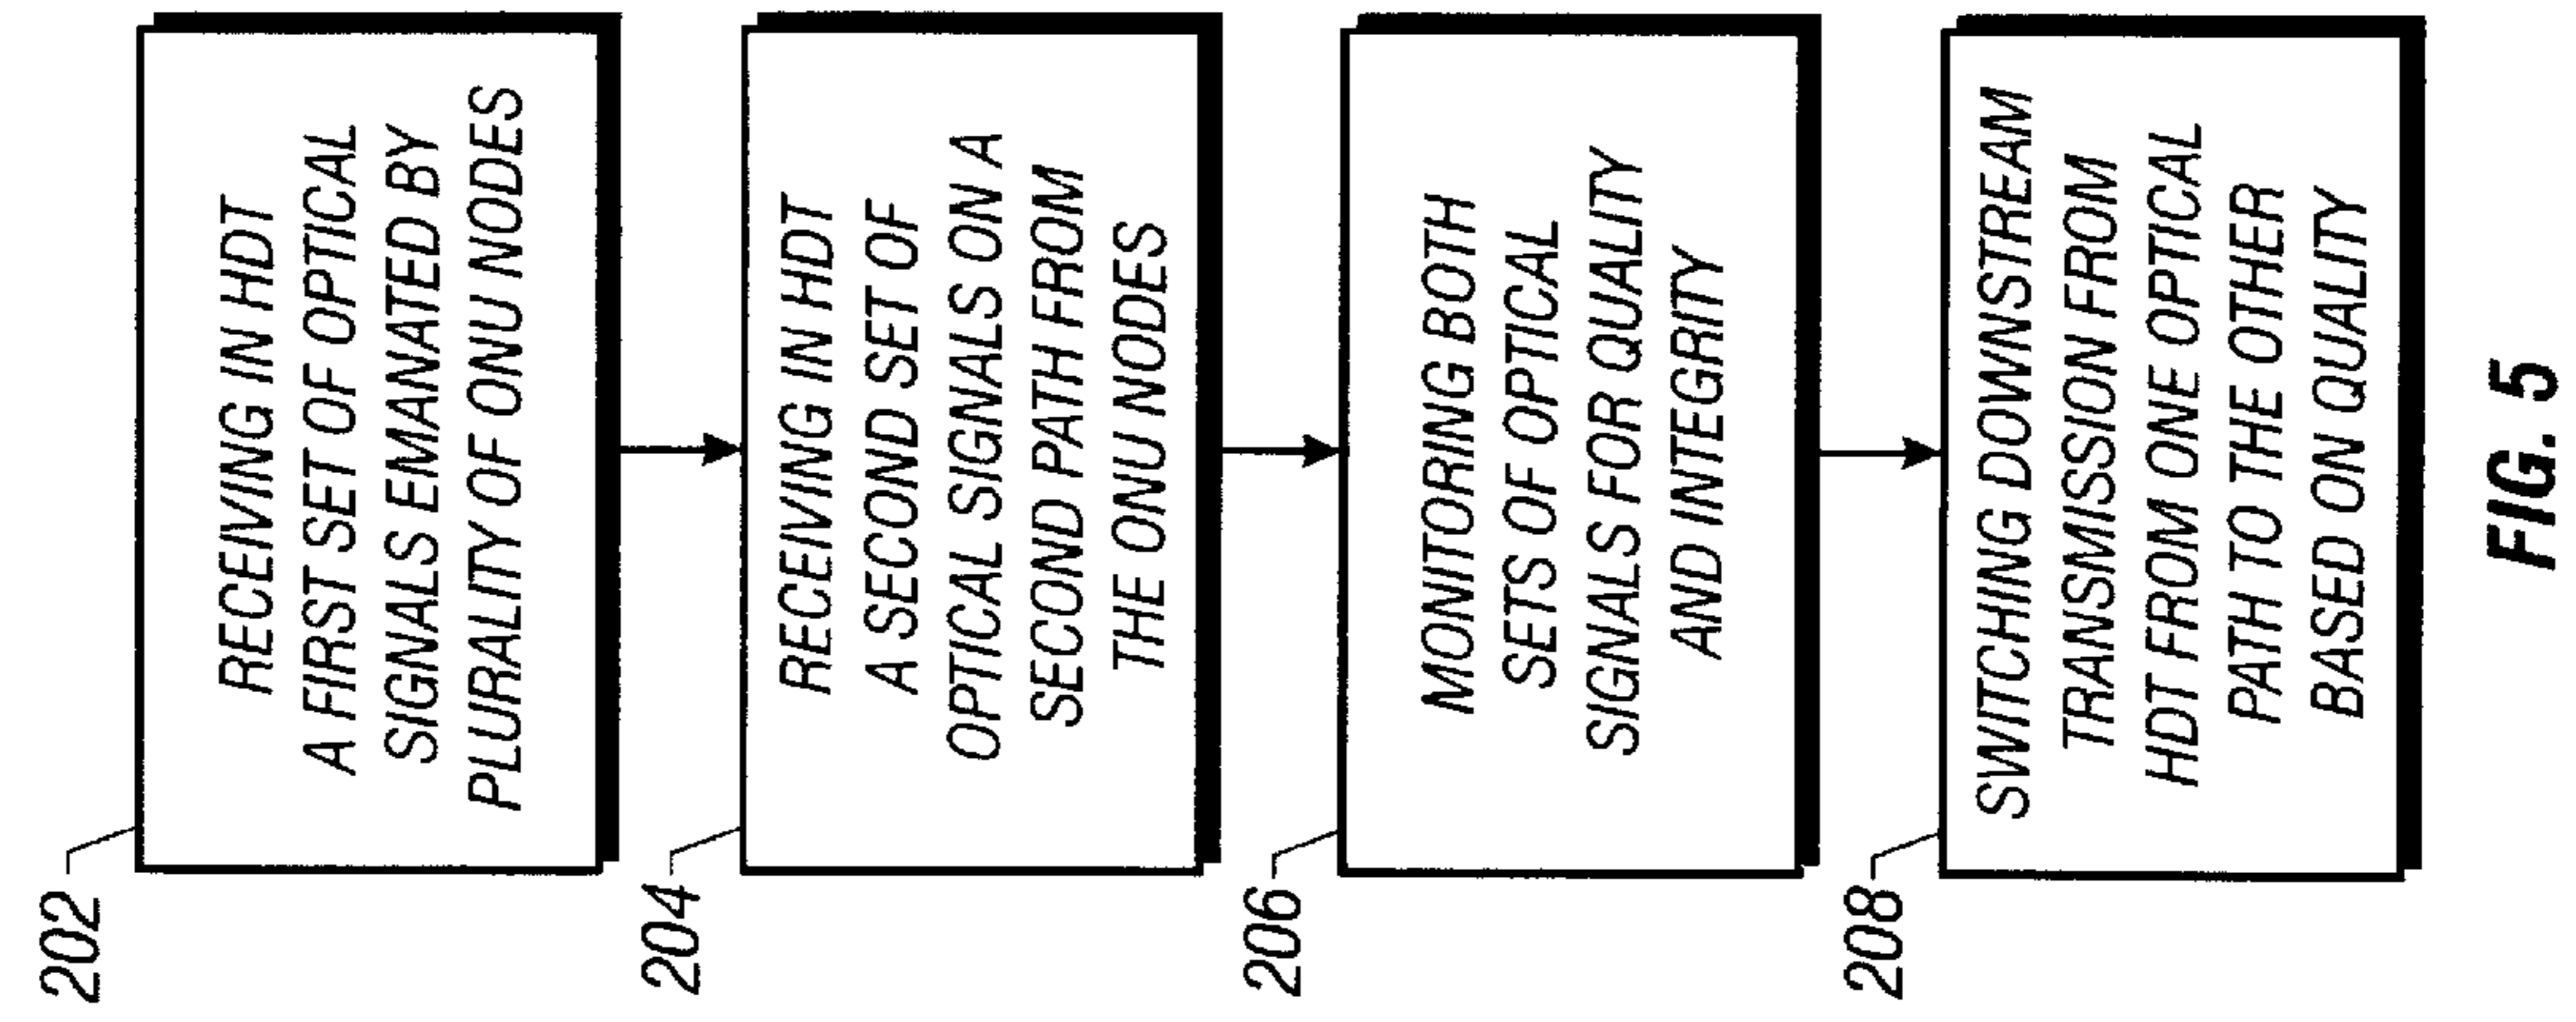 202
RECEIVING IN HDT
A FIRST SET OF OPTICAL
SIGNALS EMANATED BY
PLURALITY OF ONU NODES
204
RECEIVING IN HDT
A SECOND SET OF
OPTICAL SIGNALS ON A
SECOND PATH FROM
THE ONU NODES
206
MONITORING BOTH
SETS OF OPTICAL
SIGNALS FOR QUALITY
AND INTEGRITY
208
SWITCHING DOWNSTREAM
TRANSMISSION FROM
HDT FROM ONE OPTICAL
PATH TO THE OTHER
BASED ON QUALITY
FIG. 5